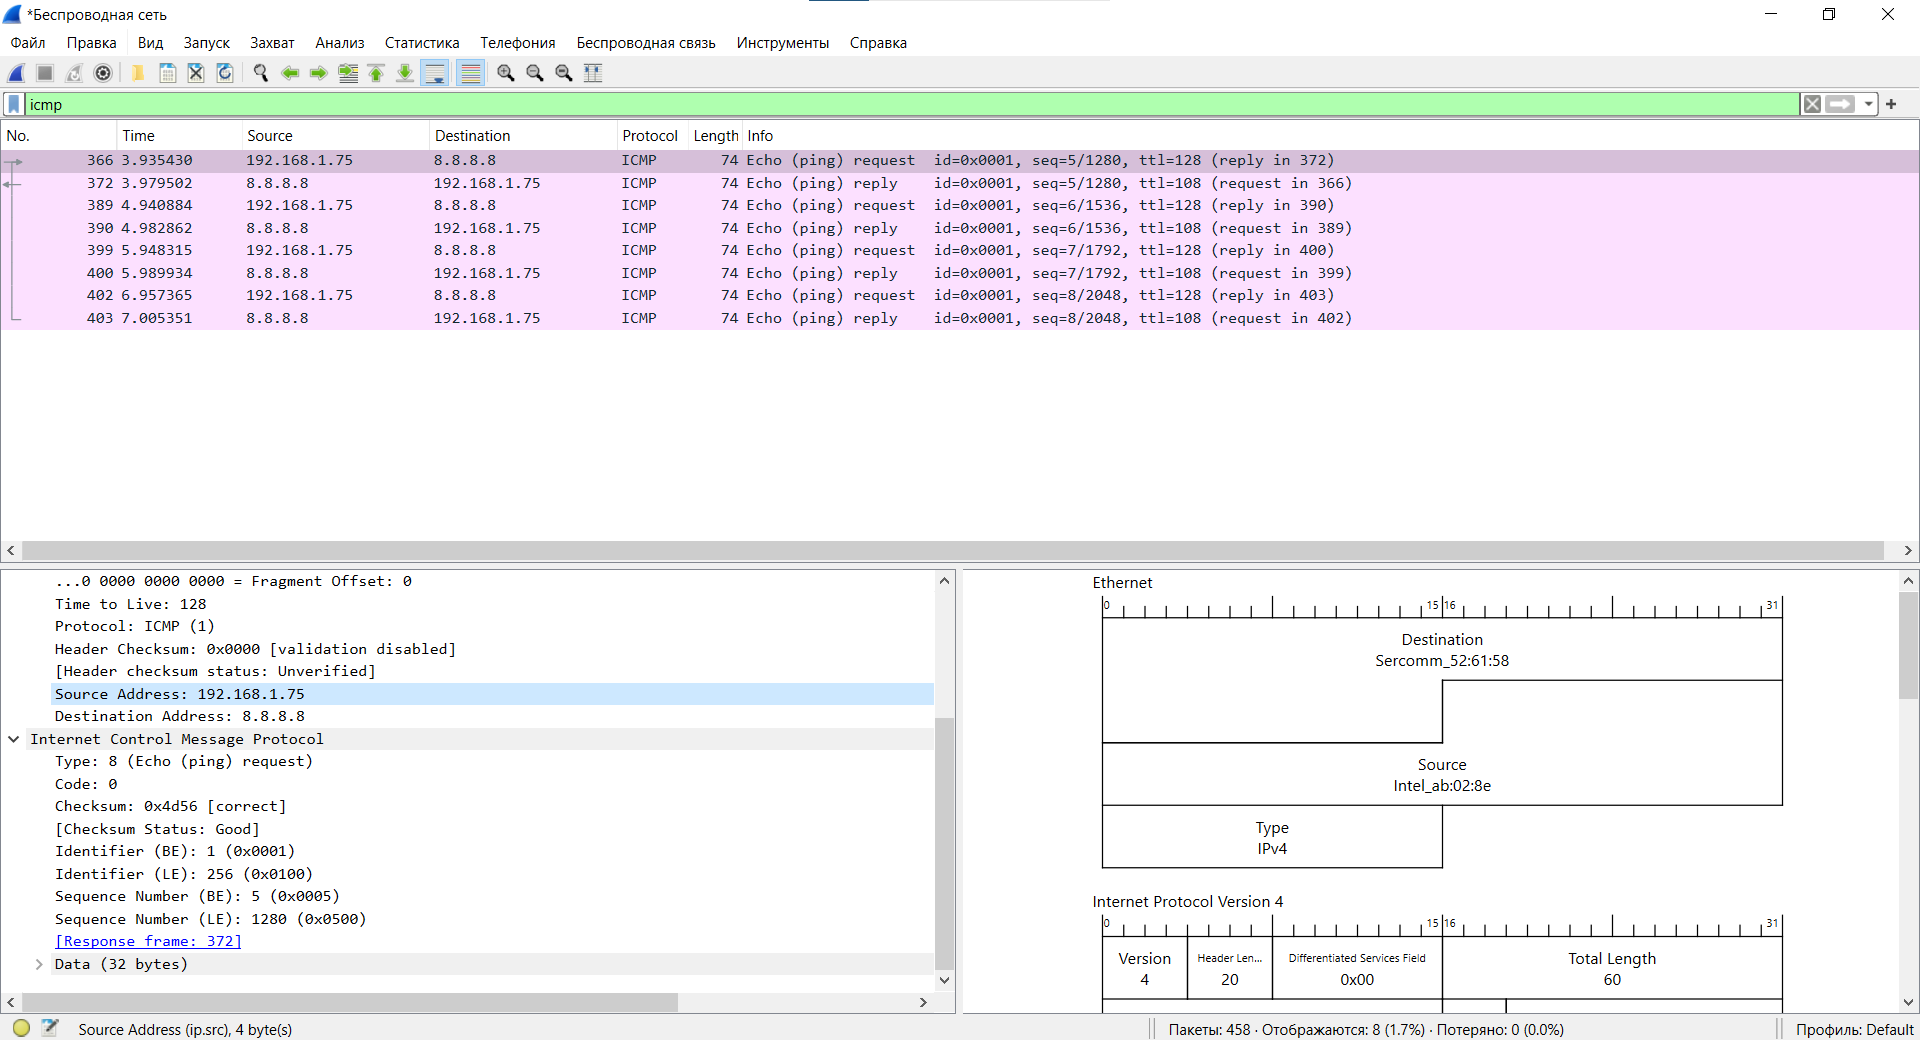 *Беспроводная сеть
Файл Правка Вид Запуск Захват Анализ Статистика Телефония Беспроводная связь Инструменты Справка
icmp
No. Time Source Destination Protocol Length Info
366 3.935430 192.168.1.75 8.8.8.8 ICMP 74 Echo (ping) request id=0x0001, seq=5/1280, ttl=128 (reply in 372)
372 3.979502 8.8.8.8 192.168.1.75 ICMP 74 Echo (ping) reply id=0x0001, seq=5/1280, ttl=108 (request in 366)
389 4.940884 192.168.1.75 8.8.8.8 ICMP 74 Echo (ping) request id=0x0001, seq=6/1536, ttl=128 (reply in 390)
390 4.982862 8.8.8.8 192.168.1.75 ICMP 74 Echo (ping) reply id=0x0001, seq=6/1536, ttl=108 (request in 389)
399 5.948315 192.168.1.75 8.8.8.8 ICMP 74 Echo (ping) request id=0x0001, seq=7/1792, ttl=128 (reply in 400)
400 5.989934 8.8.8.8 192.168.1.75 ICMP 74 Echo (ping) reply id=0x0001, seq=7/1792, ttl=108 (request in 399)
402 6.957365 192.168.1.75 8.8.8.8 ICMP 74 Echo (ping) request id=0x0001, seq=8/2048, ttl=128 (reply in 403)
403 7.005351 8.8.8.8 192.168.1.75 ICMP 74 Echo (ping) reply id=0x0001, seq=8/2048, ttl=108 (request in 402)
...0 0000 0000 0000 = Fragment Offset: 0
Time to Live: 128
Protocol: ICMP (1)
Header Checksum: 0x0000 [validation disabled]
[Header checksum status: Unverified]
Source Address: 192.168.1.75
Destination Address: 8.8.8.8
Internet Control Message Protocol
Type: 8 (Echo (ping) request)
Code: 0
Checksum: 0x4d56 [correct]
[Checksum Status: Good]
Identifier (BE): 1 (0x0001)
Identifier (LE): 256 (0x0100)
Sequence Number (BE): 5 (0x0005)
Sequence Number (LE): 1280 (0x0500)
[Response frame: 372]
Data (32 bytes)
Ethernet
0 15 16 31
Destination
Sercomm_52:61:58
Source
Intel_ab:02:8e
Type
IPv4
Internet Protocol Version 4
0 15 16 31
Version Header Len... Differentiated Services Field Total Length
4 20 0x00 60
Source Address (ip.src), 4 byte(s) Пакеты: 458 · Отображаются: 8 (1.7%) · Потеряно: 0 (0.0%) Профиль: Default